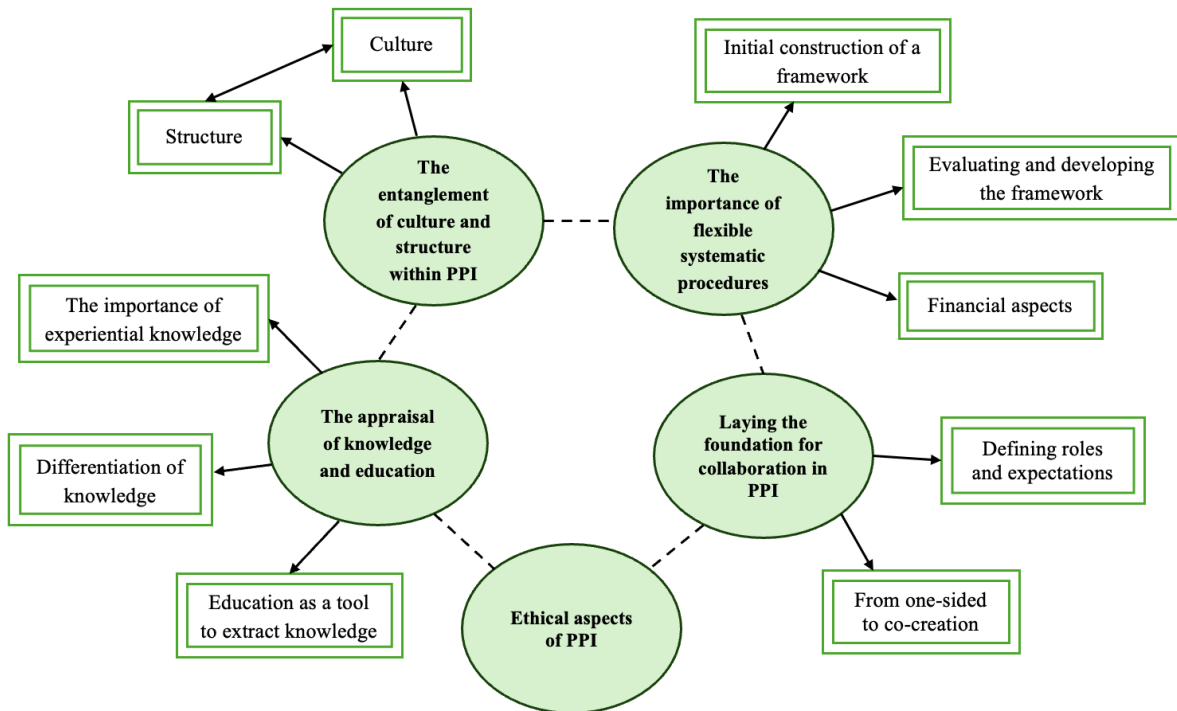 Culture
Structure
The
entanglement
of culture and
structure
within PPI
Initial construction of a
framework
The
importance of
flexible
systematic
procedures
Evaluating and developing
the framework
Financial aspects
The importance of
experiential knowledge
The appraisal
of knowledge
and education
Differentiation of
knowledge
Education as a tool
to extract knowledge
Laying the
foundation for
collaboration in
PPI
Defining roles
and expectations
From one-sided
to co-creation
Ethical aspects
of PPI